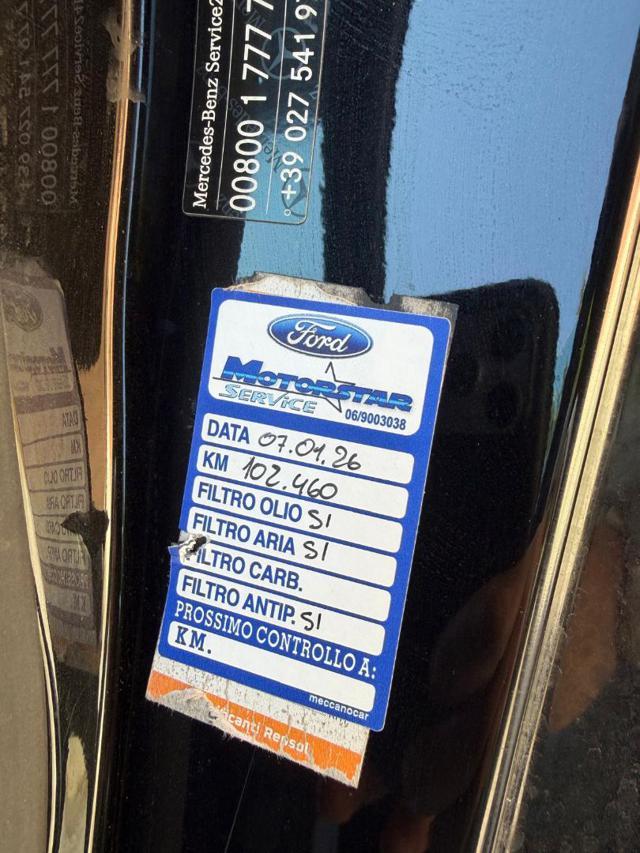 Mercedes-Benz Service
00800 1 777 7
+39 027 541 9
Ford
MOTORSTAR
SERVICE
06/9003038
DATA 07.01.26
KM 102.460
FILTRO OLIO SI
FILTRO ARIA SI
FILTRO CARB.
FILTRO ANTIP. SI
PROSSIMO CONTROLLO A:
KM.
meccanocar
Repsol